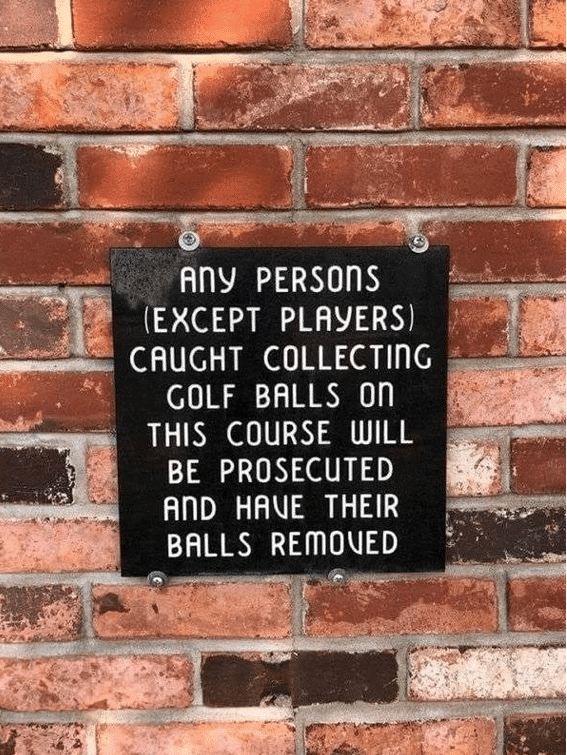 ANY PERSONS
(EXCEPT PLAYERS)
CAUGHT COLLECTING
GOLF BALLS ON
THIS COURSE WILL
BE PROSECUTED
AND HAVE THEIR
BALLS REMOVED